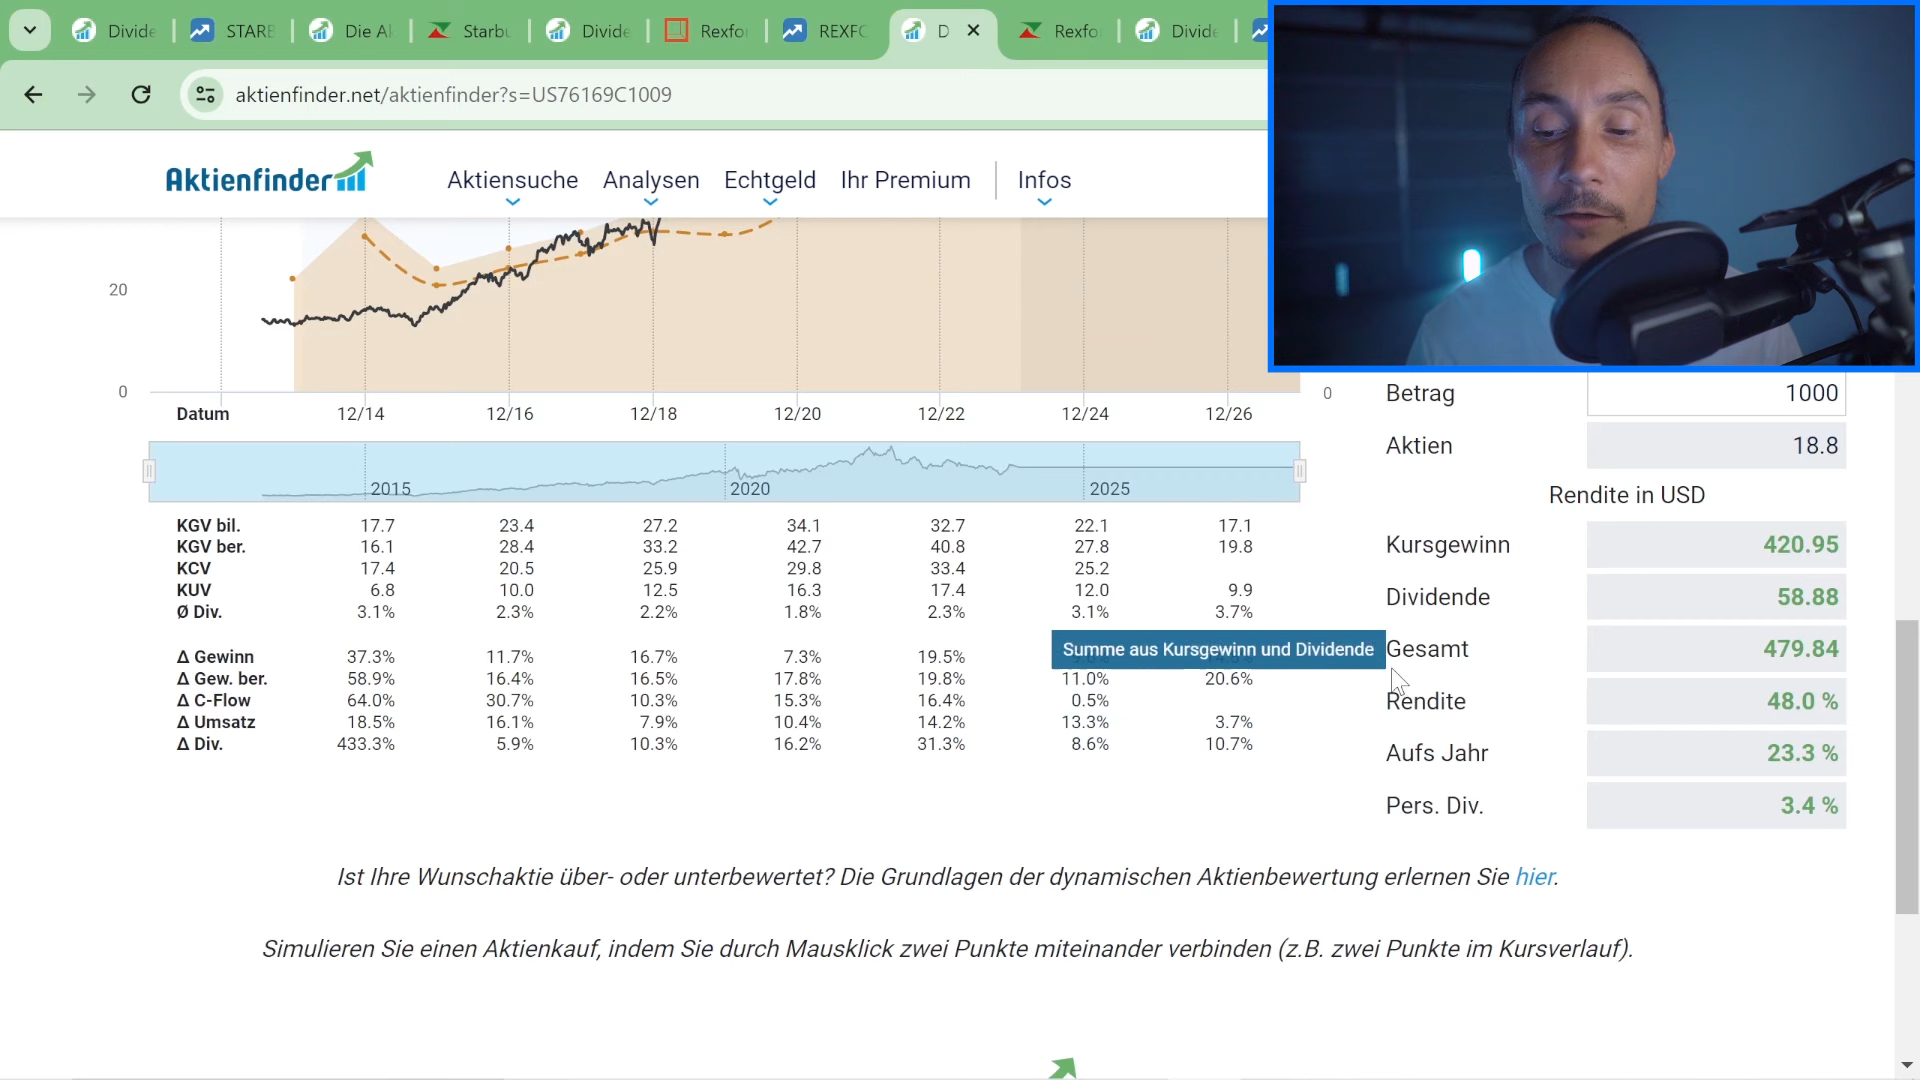 Divide
STARB
Die Al
Starbu
Divide
Rexfo
REXFO
D
Rexfo
Divide
aktienfinder.net/aktienfinder?s=US76169C1009
Aktienfinder
Aktiensuche
Analysen
Echtgeld
Ihr Premium
Infos
20
0
0
Datum 12/14 12/16 12/18 12/20 12/22 12/24 12/26
2015 2020 2025
KGV bil. 17.7 23.4 27.2 34.1 32.7 22.1 17.1
KGV ber. 16.1 28.4 33.2 42.7 40.8 27.8 19.8
KCV 17.4 20.5 25.9 29.8 33.4 25.2
KUV 6.8 10.0 12.5 16.3 17.4 12.0 9.9
Ø Div. 3.1% 2.3% 2.2% 1.8% 2.3% 3.1% 3.7%
Δ Gewinn 37.3% 11.7% 16.7% 7.3% 19.5%
Δ Gew. ber. 58.9% 16.4% 16.5% 17.8% 19.8% 11.0% 20.6%
Δ C-Flow 64.0% 30.7% 10.3% 15.3% 16.4% 0.5%
Δ Umsatz 18.5% 16.1% 7.9% 10.4% 14.2% 13.3% 3.7%
Δ Div. 433.3% 5.9% 10.3% 16.2% 31.3% 8.6% 10.7%
Summe aus Kursgewinn und Dividende
Betrag 1000
Aktien 18.8
Rendite in USD
Kursgewinn 420.95
Dividende 58.88
Gesamt 479.84
Rendite 48.0 %
Aufs Jahr 23.3 %
Pers. Div. 3.4 %
Ist Ihre Wunschaktie über- oder unterbewertet? Die Grundlagen der dynamischen Aktienbewertung erlernen Sie hier.
Simulieren Sie einen Aktienkauf, indem Sie durch Mausklick zwei Punkte miteinander verbinden (z.B. zwei Punkte im Kursverlauf).